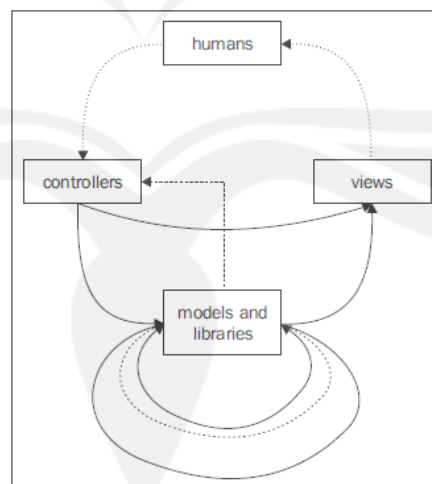 humans
controllers
views
models and
libraries